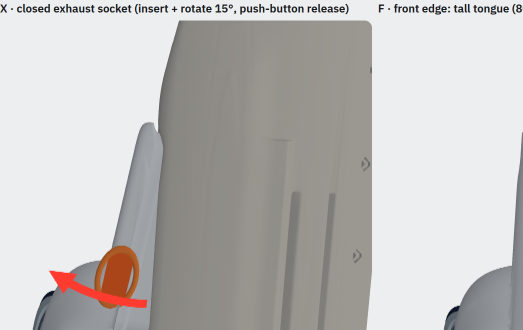 X · closed exhaust socket (insert + rotate 15°, push-button release)
F · front edge: tall tongue (8